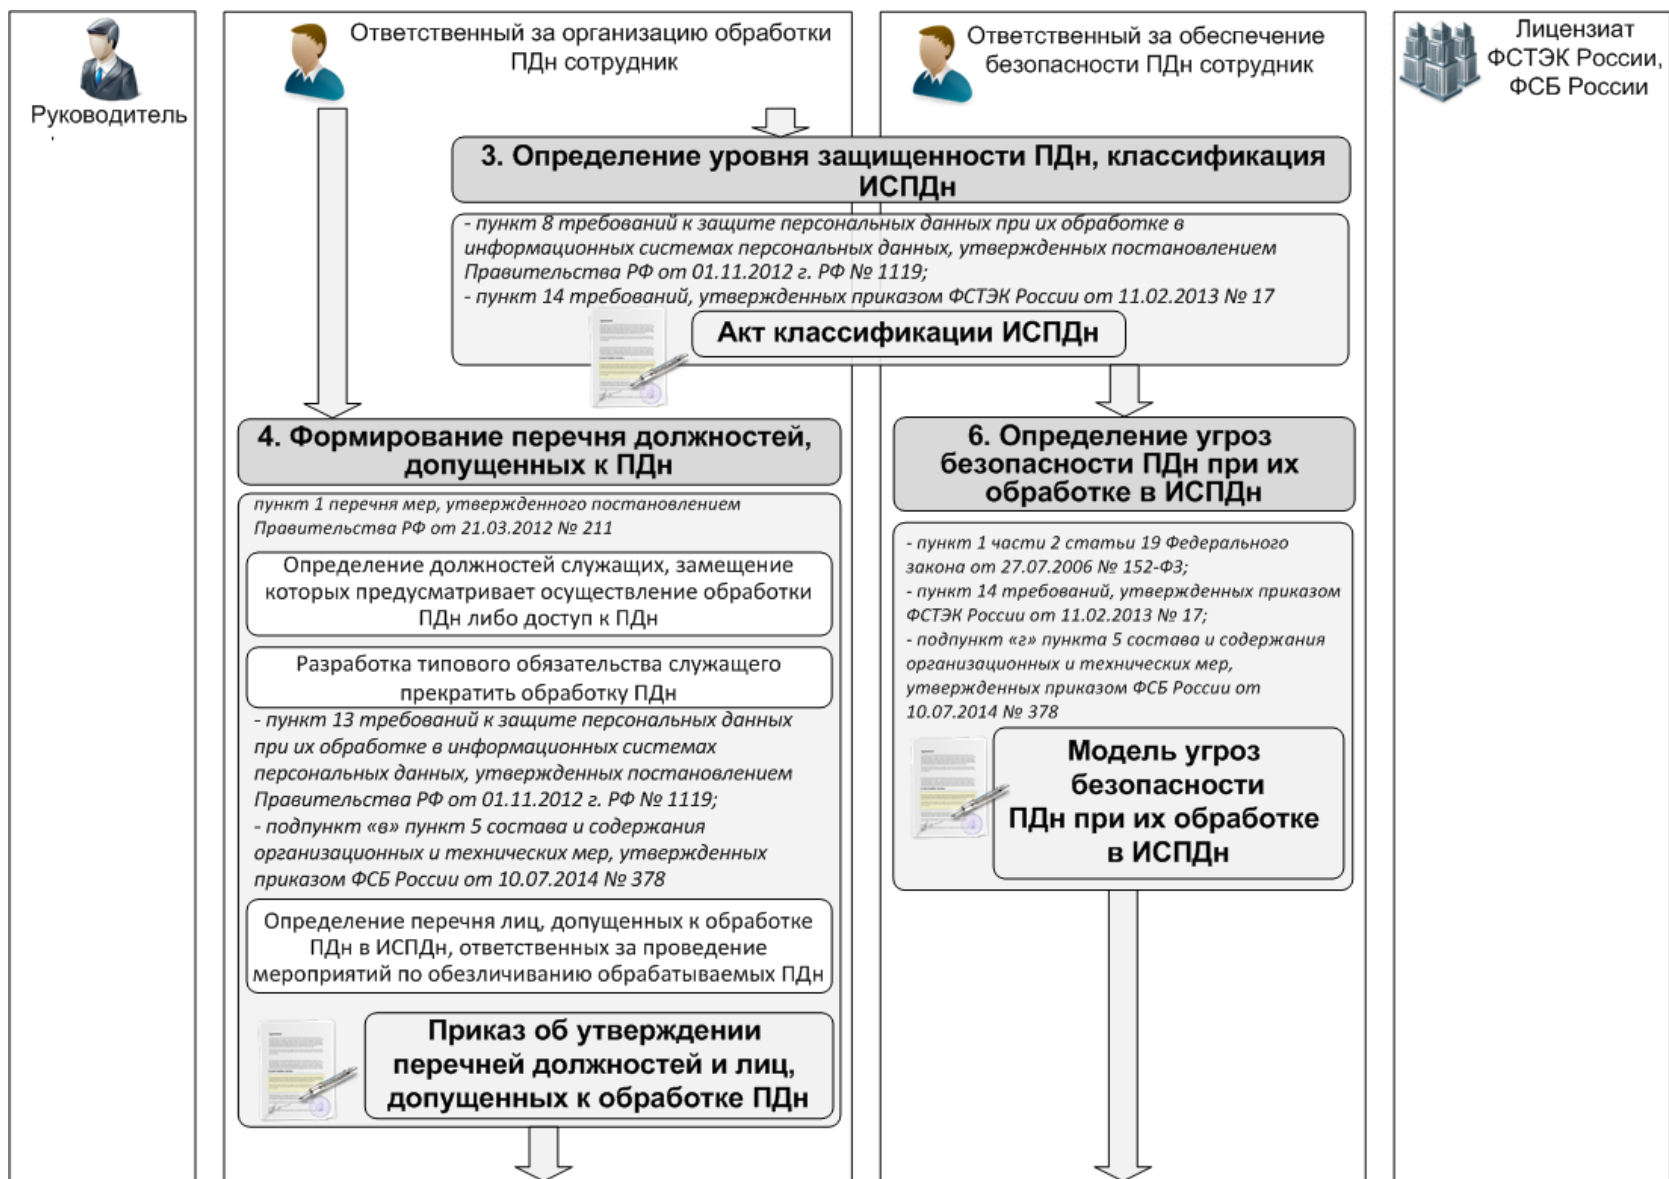 Руководитель
Ответственный за организацию обработки
ПДн сотрудник
Ответственный за обеспечение
безопасности ПДн сотрудник
Лицензиат
ФСТЭК России,
ФСБ России
3. Определение уровня защищенности ПДн, классификация
ИСПДн
- пункт 8 требований к защите персональных данных при их обработке в
информационных системах персональных данных, утвержденных постановлением
Правительства РФ от 01.11.2012 г. РФ № 1119;
- пункт 14 требований, утвержденных приказом ФСТЭК России от 11.02.2013 № 17
Акт классификации ИСПДн
4. Формирование перечня должностей,
допущенных к ПДн
пункт 1 перечня мер, утвержденного постановлением
Правительства РФ от 21.03.2012 № 211
Определение должностей служащих, замещение
которых предусматривает осуществление обработки
ПДн либо доступ к ПДн
Разработка типового обязательства служащего
прекратить обработку ПДн
- пункт 13 требований к защите персональных данных
при их обработке в информационных системах
персональных данных, утвержденных постановлением
Правительства РФ от 01.11.2012 г. РФ № 1119;
- подпункт «в» пункт 5 состава и содержания
организационных и технических мер, утвержденных
приказом ФСБ России от 10.07.2014 № 378
Определение перечня лиц, допущенных к обработке
ПДн в ИСПДн, ответственных за проведение
мероприятий по обезличиванию обрабатываемых ПДн
Приказ об утверждении
перечней должностей и лиц,
допущенных к обработке ПДн
6. Определение угроз
безопасности ПДн при их
обработке в ИСПДн
- пункт 1 части 2 статьи 19 Федерального
закона от 27.07.2006 № 152-ФЗ;
- пункт 14 требований, утвержденных приказом
ФСТЭК России от 11.02.2013 № 17;
- подпункт «г» пункта 5 состава и содержания
организационных и технических мер,
утвержденных приказом ФСБ России от
10.07.2014 № 378
Модель угроз
безопасности
ПДн при их обработке
в ИСПДн